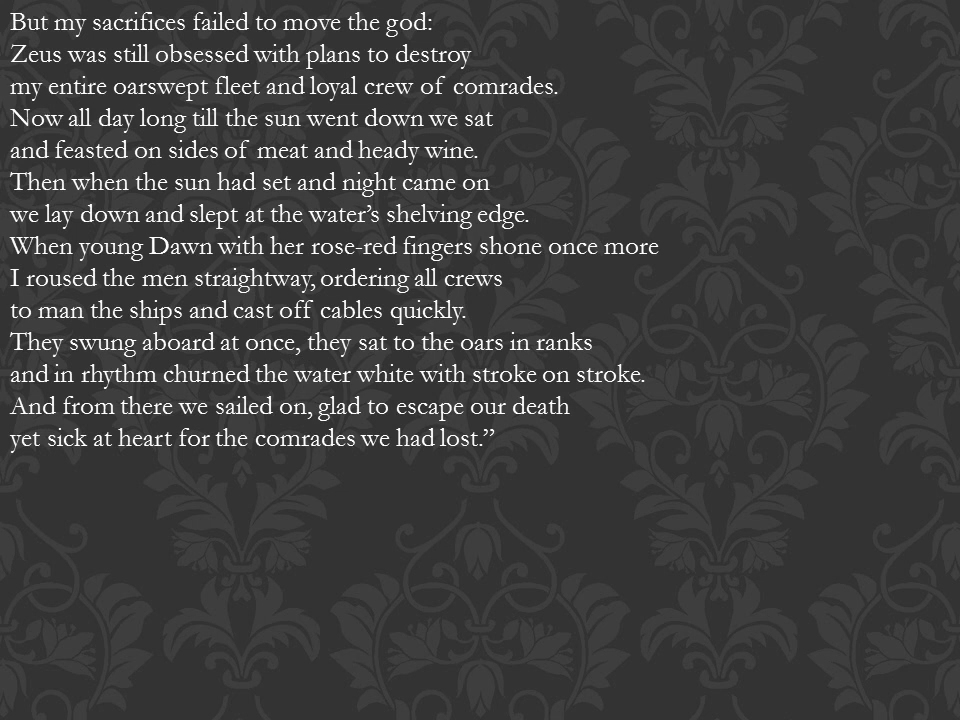 But my sacrifices failed to move the god:
Zeus was still obsessed with plans to destroy
my entire oarswept fleet and loyal crew of comrades.
Now all day long till the sun went down we sat
and feasted on sides of meat and heady wine.
Then when the sun had set and night came on
we lay down and slept at the water’s shelving edge.
When young Dawn with her rose-red fingers shone once more
I roused the men straightway, ordering all crews
to man the ships and cast off cables quickly.
They swung aboard at once, they sat to the oars in ranks
and in rhythm churned the water white with stroke on stroke.
And from there we sailed on, glad to escape our death
yet sick at heart for the comrades we had lost.”